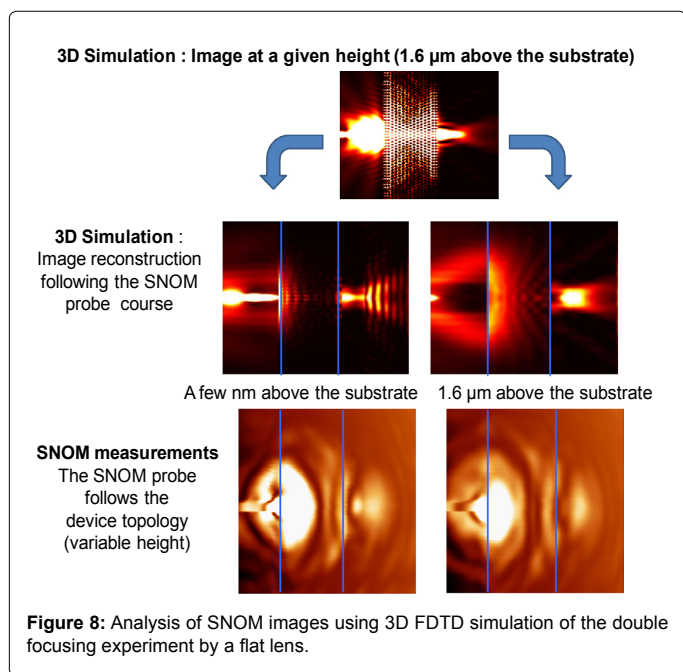 3D Simulation : Image at a given height (1.6 µm above the substrate)
3D Simulation :
Image reconstruction
following the SNOM
probe course
A few nm above the substrate
1.6 µm above the substrate
SNOM measurements
The SNOM probe
follows the
device topology
(variable height)
Figure 8: Analysis of SNOM images using 3D FDTD simulation of the double
focusing experiment by a flat lens.